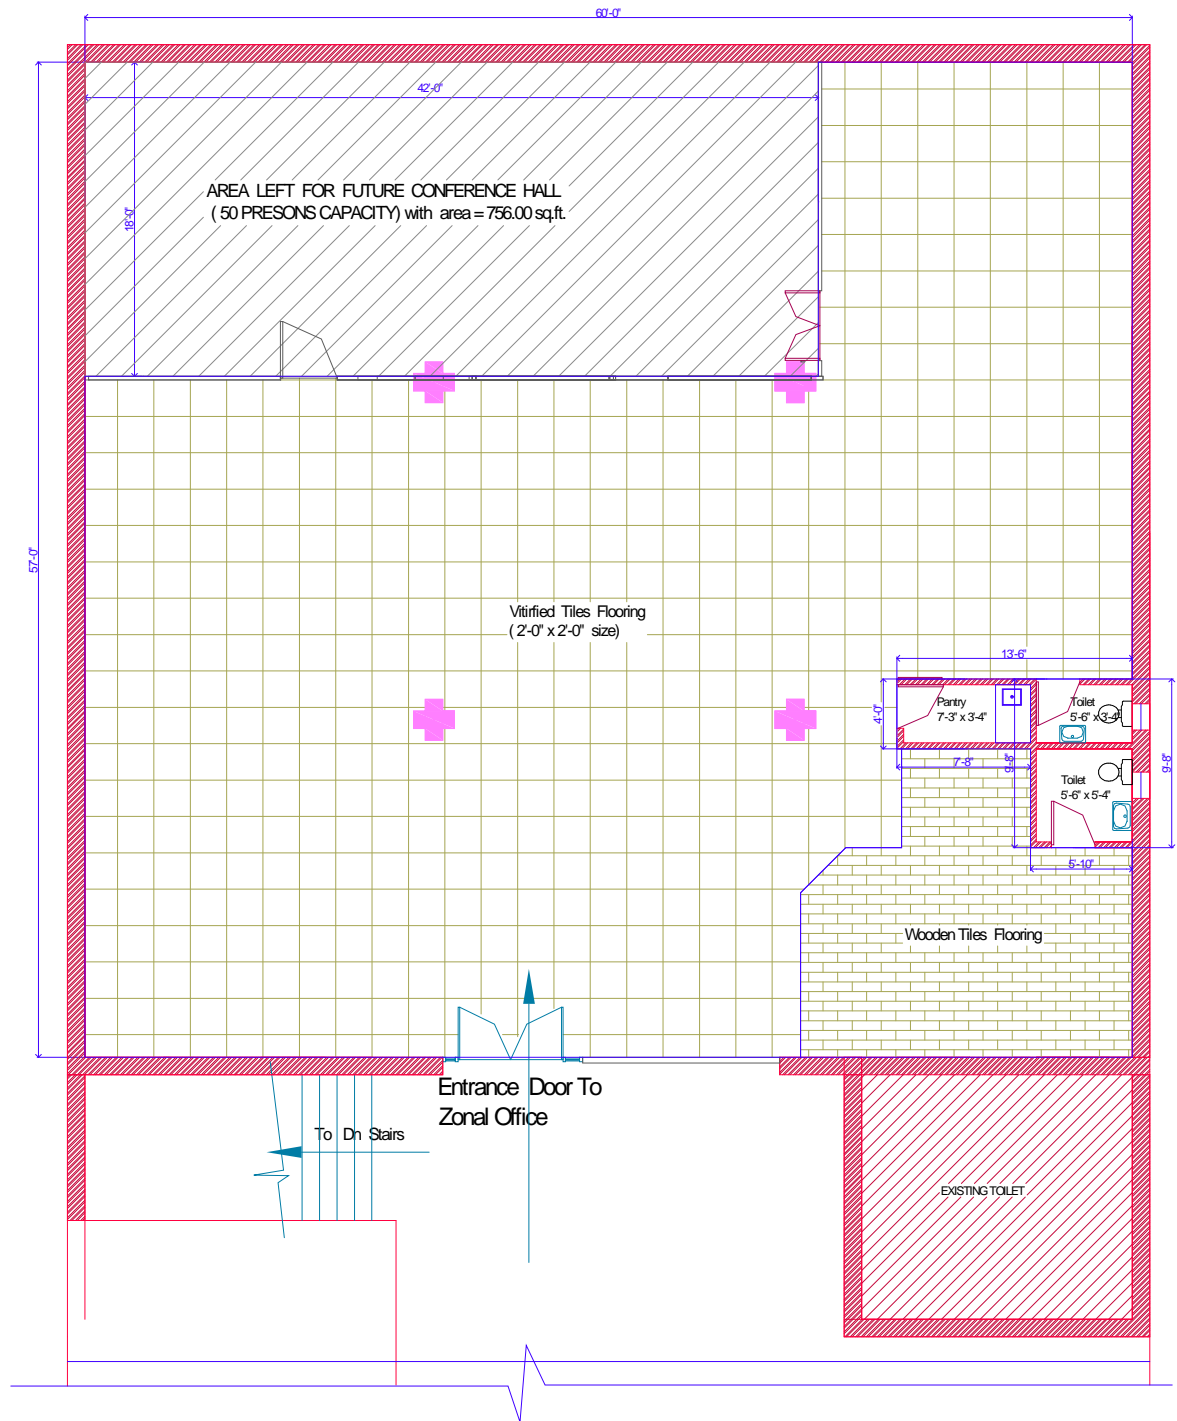 60'-0"
42'-0"
AREA LEFT FOR FUTURE CONFERENCE HALL
( 50 PRESONS CAPACITY) with area = 756.00 sq.ft.
18'-0"
57'-0"
Vitirfied Tiles Flooring
( 2'-0" x 2'-0" size)
13'-6"
Pantry
7'-3" x 3'-4"
Toilet
5'-6" x 3'-4"
4'-0"
7'-8"
9'-8"
9'-8"
Toilet
5'-6" x 5'-4"
5'-10"
Wooden Tiles Flooring
Entrance Door To
Zonal Office
To Dn Stairs
EXISTING TOILET